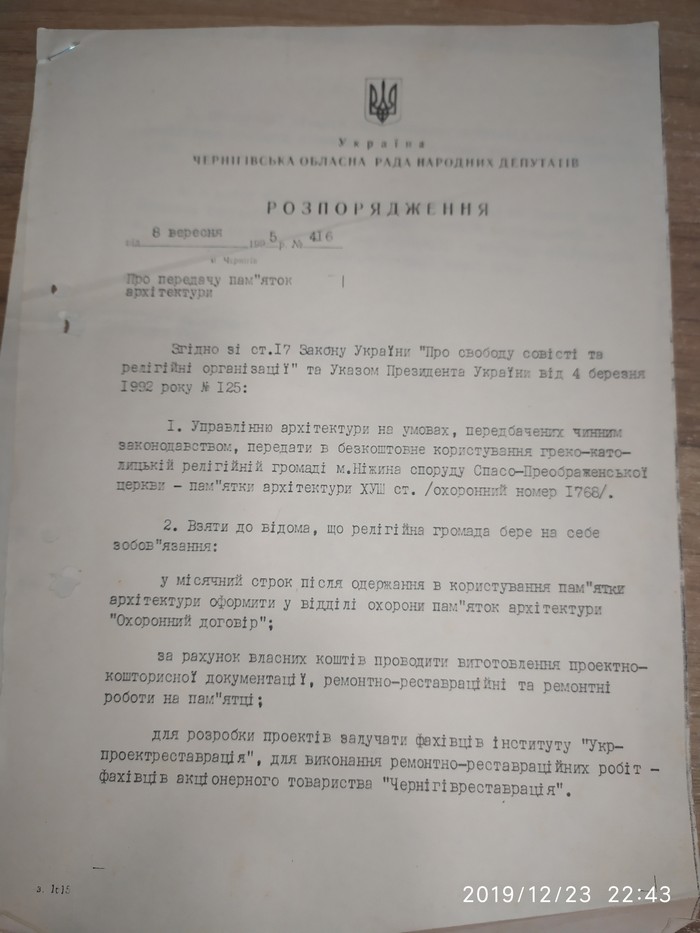 Україна
ЧЕРНІГІВСЬКА ОБЛАСНА РАДА НАРОДНИХ ДЕПУТАТІВ
РОЗПОРЯДЖЕННЯ
від 8 вересня 199 5 р. № 416
м. Чернігів
Про передачу пам"яток
архітектури
Згідно зі ст.17 Закону України "Про свободу совісті та
релігійні організації" та Указом Президента України від 4 березня
1992 року № 125:
1. Управлінню архітектури на умовах, передбачених чинним
законодавством, передати в безкоштовне користування греко-като-
лицькій релігійній громаді м.Ніжина споруду Спасо-Преображенської
церкви - пам"ятки архітектури ХУШ ст. /охоронний номер 1768/.
2. Взяти до відома, що релігійна громада бере на себе
зобов"язання:
у місячний строк після одержання в користування пам"ятки
архітектури оформити у відділі охорони пам"яток архітектури
"Охоронний договір";
за рахунок власних коштів проводити виготовлення проектно-
кошторисної документації, ремонтно-реставраційні та ремонтні
роботи на пам"ятці;
для розробки проектів залучати фахівців інституту "Укр-
проектреставрація", для виконання ремонтно-реставраційних робіт -
фахівців акціонерного товариства "Чернігівреставрація".
2019/12/23 22:43